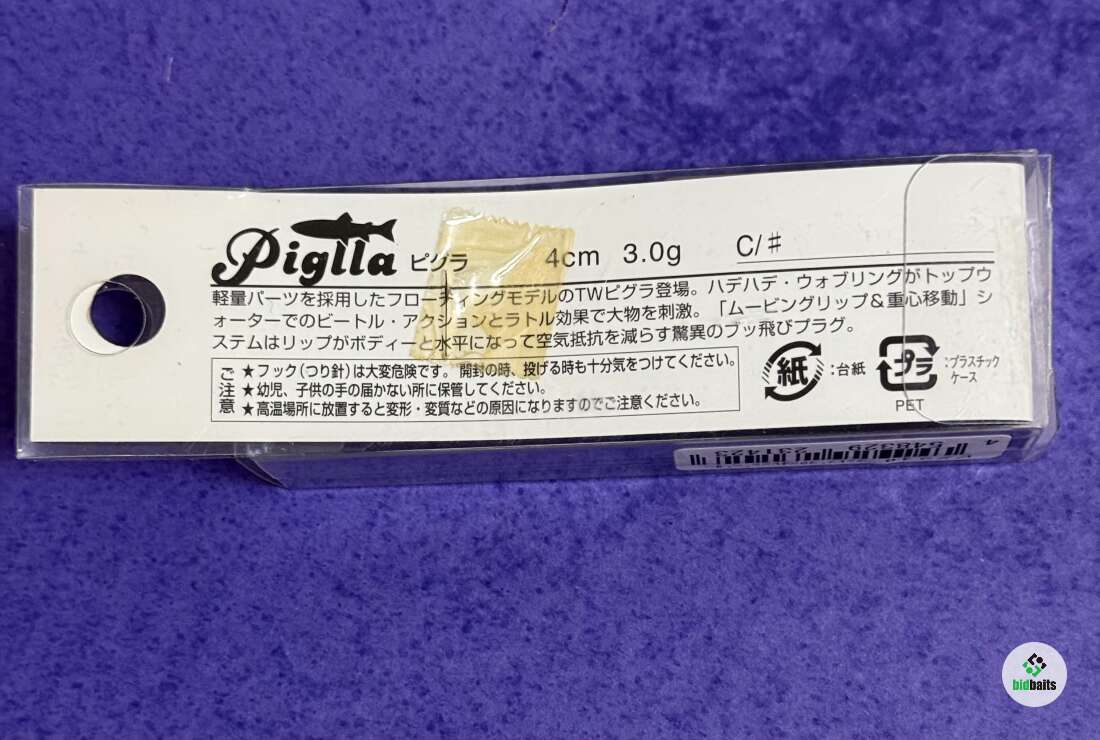 Piglla ピグラ 4cm 3.0g C/#
軽量パーツを採用したフローティングモデルのTWピグラ登場。ハデハデ・ウォブリングがトップウ
ォーターでのビートル・アクションとラトル効果で大物を刺激。「ムービングリップ＆重心移動」シ
ステムはリップがボディーと水平になって空気抵抗を減らす驚異のブッ飛びプラグ。
ご注意
★フック（つり針）は大変危険です。開封の時、投げる時も十分気をつけてください。
★幼児、子供の手の届かない所に保管してください。
★高温場所に放置すると変形・変質などの原因になりますのでご注意ください。
紙 :台紙
プラ :プラスチック
ケース
PET
bidbaits